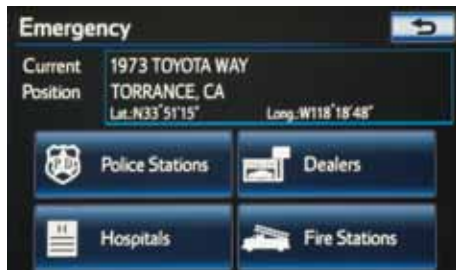 Emergency
Current Position
1973 TOYOTA WAY
TORRANCE, CA
Lat.:N33°51'15" Long.:W118°18'48"
Police Stations
Dealers
Hospitals
Fire Stations